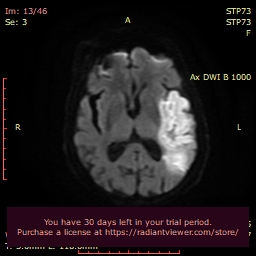 Im: 13/46
STP73
Se: 3
STP73
F
A
Ax DWI B 1000
R
L
You have 30 days left in your trial period.
Purchase a license at https://radiantviewer.com/store/